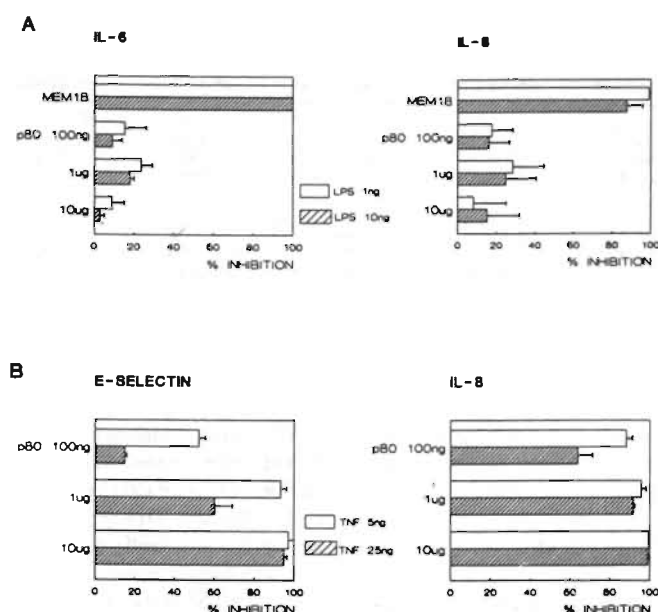 A
IL-6
MEM18
p80 100ng
1ug
10ug
0 20 40 60 80 100
% INHIBITION
LPS 1ng
LPS 10ng
IL-8
MEM18
p80 100ng
1ug
10ug
0 20 40 60 80 100
% INHIBITION
B
E-SELECTIN
p80 100ng
1ug
10ug
0 20 40 60 80 100
% INHIBITION
TNF 5ng
TNF 25ng
IL-8
p80 100ng
1ug
10ug
0 20 40 60 80 100
% INHIBITION